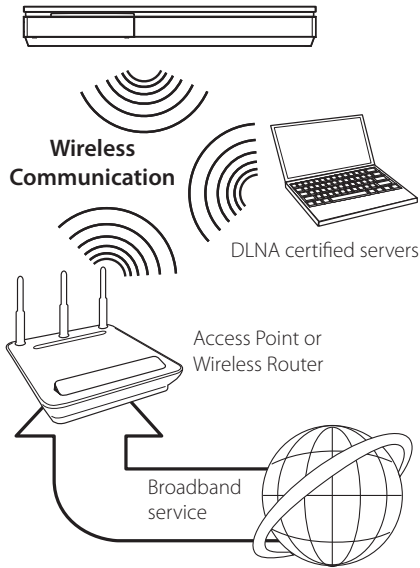 Wireless
Communication
DLNA certified servers
Access Point or
Wireless Router
Broadband
service